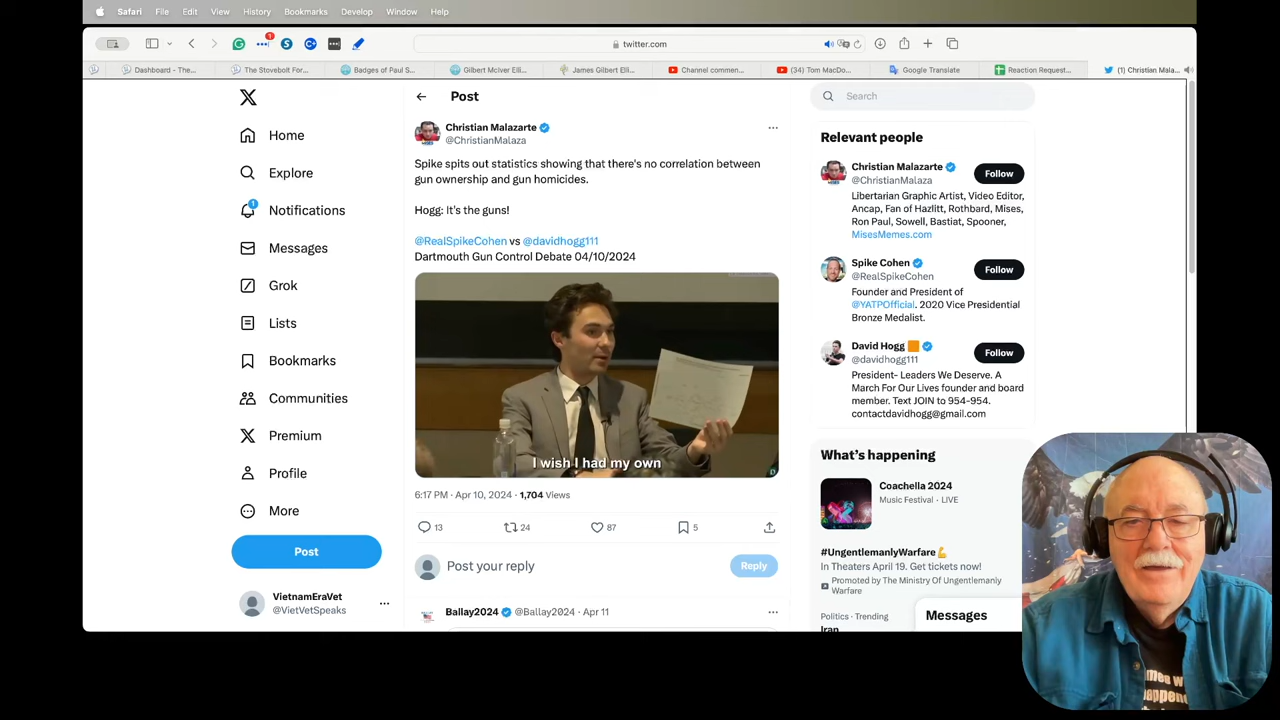 Safari File Edit View History Bookmarks Develop Window Help
1
twitter.com
Dashboard - The...
The Stovebolt For...
Badges of Paul S...
Gilbert McIver Elli...
James Gilbert Elli...
Channel commen...
(34) Tom MacDo...
Google Translate
Reaction Request...
(1) Christian Mala...
Home
Explore
1
Notifications
Messages
Grok
Lists
Bookmarks
Communities
Premium
Profile
More
Post
VietnamEraVet
@VietVetSpeaks
Post
Christian Malazarte
@ChristianMalaza
Spike spits out statistics showing that there's no correlation between
gun ownership and gun homicides.
Hogg: It's the guns!
@RealSpikeCohen vs @davidhogg111
Dartmouth Gun Control Debate 04/10/2024
I wish I had my own
6:17 PM · Apr 10, 2024 · 1,704 Views
13 24 87 5
Post your reply
Reply
Ballay2024 @Ballay2024 · Apr 11
Search
Relevant people
Christian Malazarte
@ChristianMalaza
Follow
Libertarian Graphic Artist, Video Editor,
Ancap, Fan of Hazlitt, Rothbard, Mises,
Ron Paul, Sowell, Bastiat, Spooner,
MisesMemes.com
Spike Cohen
@RealSpikeCohen
Follow
Founder and President of
@YATPOfficial. 2020 Vice Presidential
Bronze Medalist.
David Hogg
@davidhogg111
Follow
President- Leaders We Deserve. A
March For Our Lives founder and board
member. Text JOIN to 954-954.
contactdavidhogg@gmail.com
What's happening
Coachella 2024
Music Festival · LIVE
#UngentlemanlyWarfare
In Theaters April 19. Get tickets now!
Promoted by The Ministry Of Ungentlemanly
Warfare
Politics · Trending
Iran
Messages